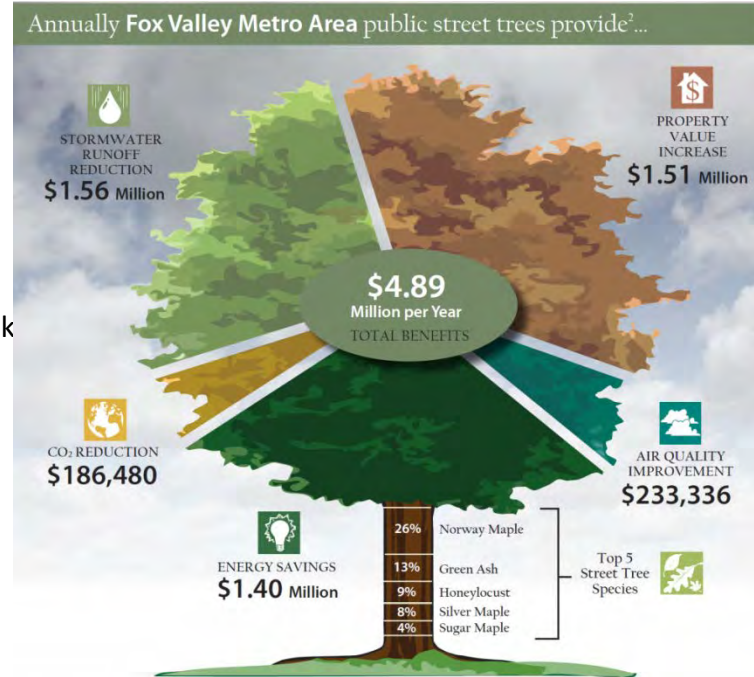 Annually Fox Valley Metro Area public street trees provide²...
STORMWATER
RUNOFF
REDUCTION
$1.56 Million
PROPERTY
VALUE
INCREASE
$1.51 Million
$4.89
Million per Year
TOTAL BENEFITS
k
CO₂ REDUCTION
$186,480
AIR QUALITY
IMPROVEMENT
$233,336
ENERGY SAVINGS
$1.40 Million
26% Norway Maple
13% Green Ash
9% Honeylocust
8% Silver Maple
4% Sugar Maple
Top 5
Street Tree
Species